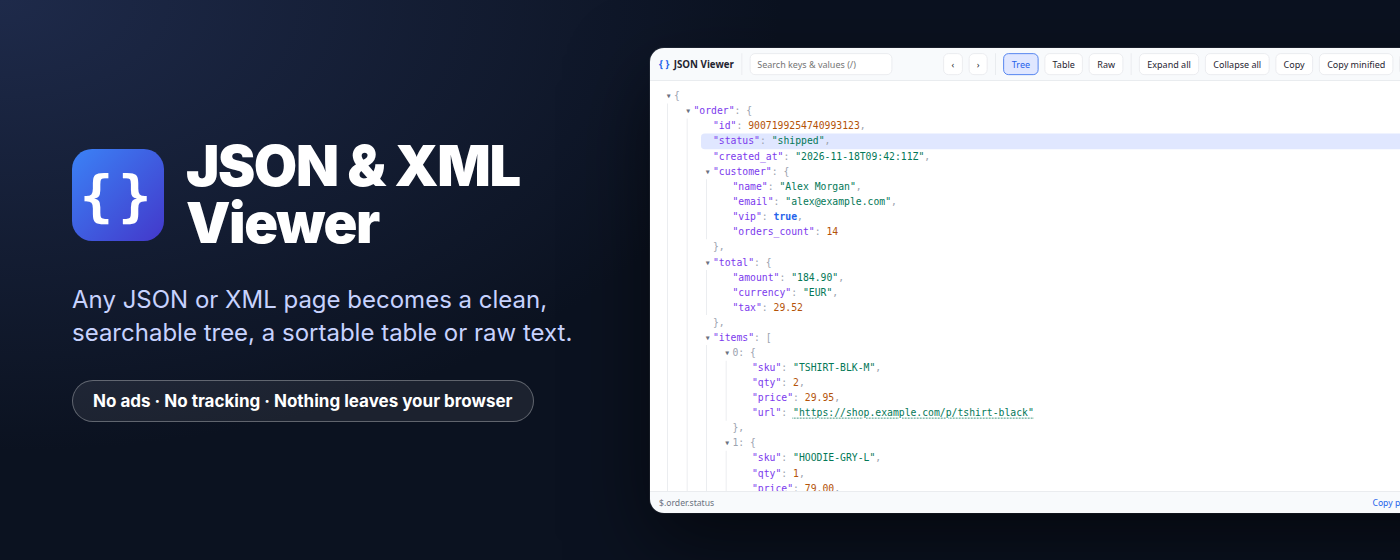 { }
JSON & XML
Viewer
Any JSON or XML page becomes a clean,
searchable tree, a sortable table or raw text.
No ads · No tracking · Nothing leaves your browser
{ } JSON Viewer Search keys & values (/) ‹ › Tree Table Raw Expand all Collapse all Copy Copy minified
▾ {
▾ "order": {
"id": 9007199254740993123,
"status": "shipped",
"created_at": "2026-11-18T09:42:11Z",
▾ "customer": {
"name": "Alex Morgan",
"email": "alex@example.com",
"vip": true,
"orders_count": 14
},
▾ "total": {
"amount": "184.90",
"currency": "EUR",
"tax": 29.52
},
▾ "items": [
▾ 0: {
"sku": "TSHIRT-BLK-M",
"qty": 2,
"price": 29.95,
"url": "https://shop.example.com/p/tshirt-black"
},
▾ 1: {
"sku": "HOODIE-GRY-L",
"qty": 1,
"price": 79.00,
$.order.status Copy p